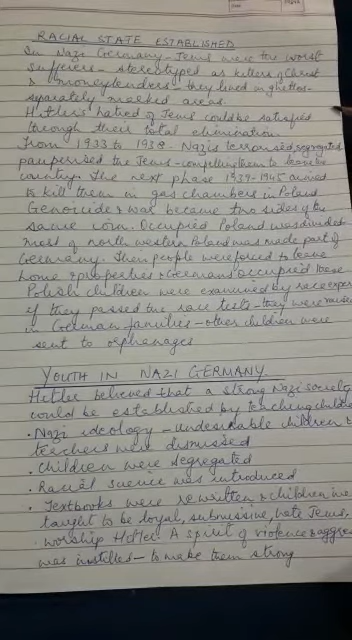 RACIAL STATE ESTABLISHED
In Nazi Germany - Jews were the worst
sufferers - stereotyped as killers of Christ
& moneylenders - they lived in ghettos -
separately marked areas.
Hitler's hatred of Jews could be satisfied
through their total elimination.
From 1933 to 1938 - Nazis terrorised, segregated
pauperised the Jews - compelling them to leave the
country. The next phase 1939-1945 aimed
to kill them in gas chambers in Poland
Genocide & war became two sides of the
same coin. Occupied Poland was divided
most of north western Poland was made part of
Germany. Then people were forced to leave
home & properties & Germans occupied these
Polish children were examined by race exper
if they passed the race tests - they were raised
in German families - other children were
sent to orphanages
YOUTH IN NAZI GERMANY.
Hitler believed that a strong Nazi society
could be established by teaching children
• Nazi ideology - undesirable children &
teachers were dismissed
• Children were segregated
• Racial science was introduced
• Textbooks were re written & children were
taught to be loyal, submissive, hate Jews,
worship Hitler. A spirit of violence & aggre
was instilled - to make them strong